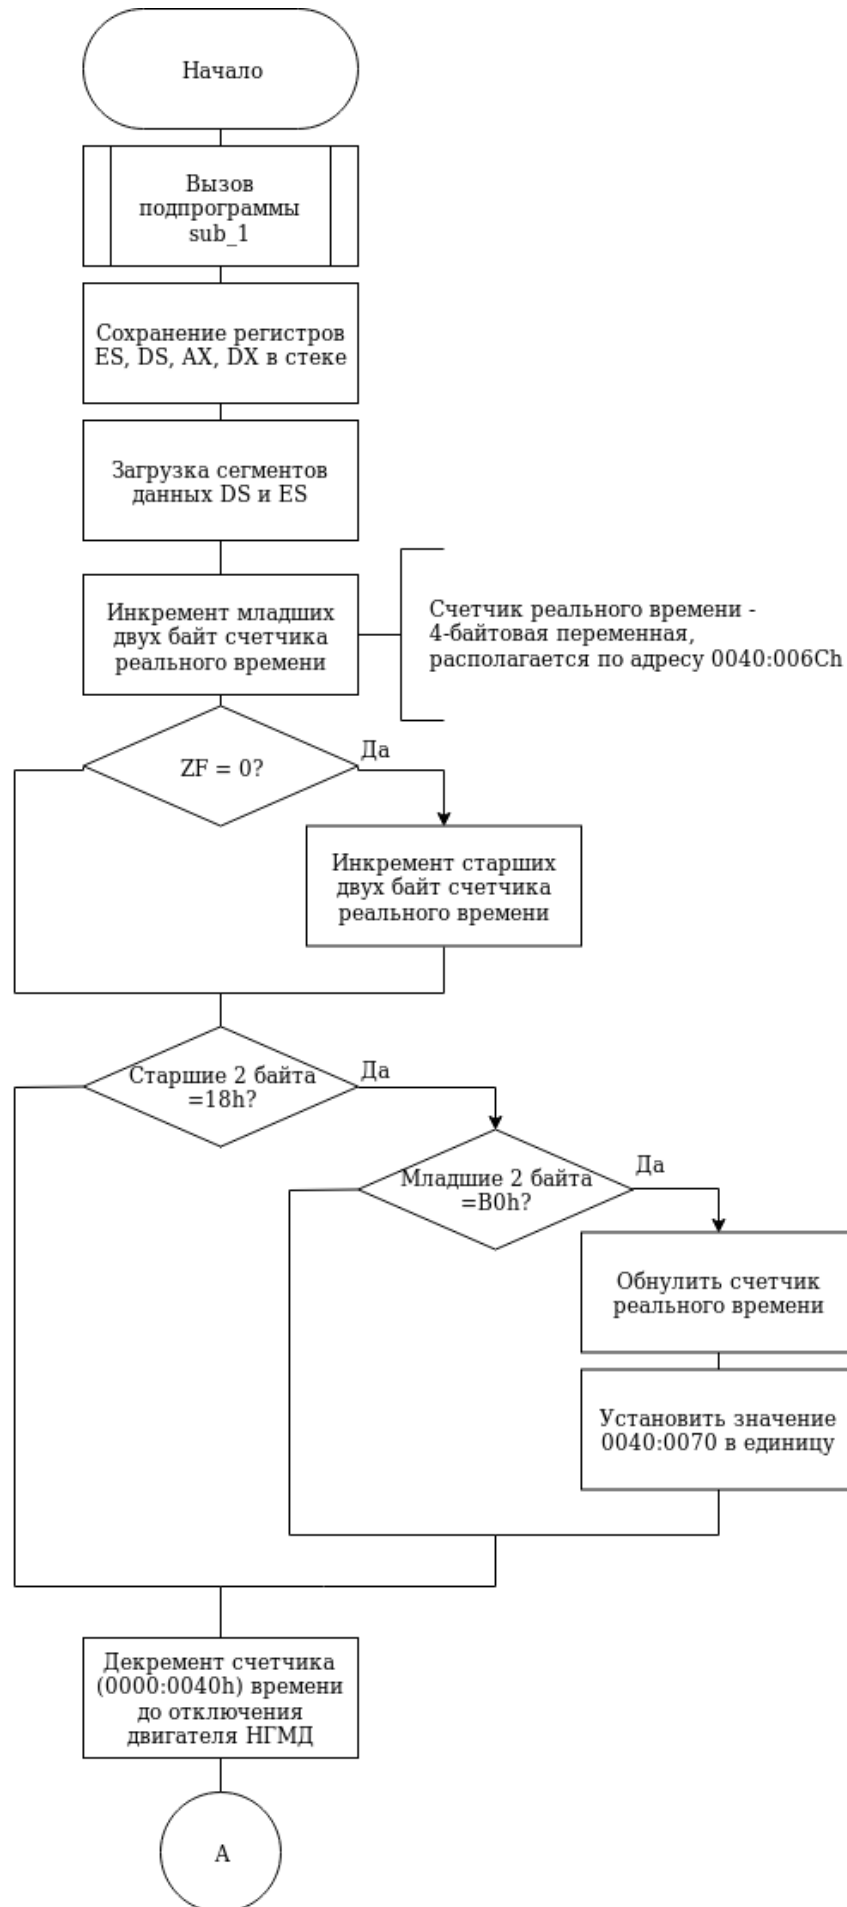 Начало
Вызов
подпрограммы
sub_1
Сохранение регистров
ES, DS, AX, DX в стеке
Загрузка сегментов
данных DS и ES
Инкремент младших
двух байт счетчика
реального времени
Счетчик реального времени -
4-байтовая переменная,
располагается по адресу 0040:006Ch
ZF = 0?
Да
Инкремент старших
двух байт счетчика
реального времени
Старшие 2 байта
=18h?
Да
Младшие 2 байта
=B0h?
Да
Обнулить счетчик
реального времени
Установить значение
0040:0070 в единицу
Декремент счетчика
(0000:0040h) времени
до отключения
двигателя НГМД
А